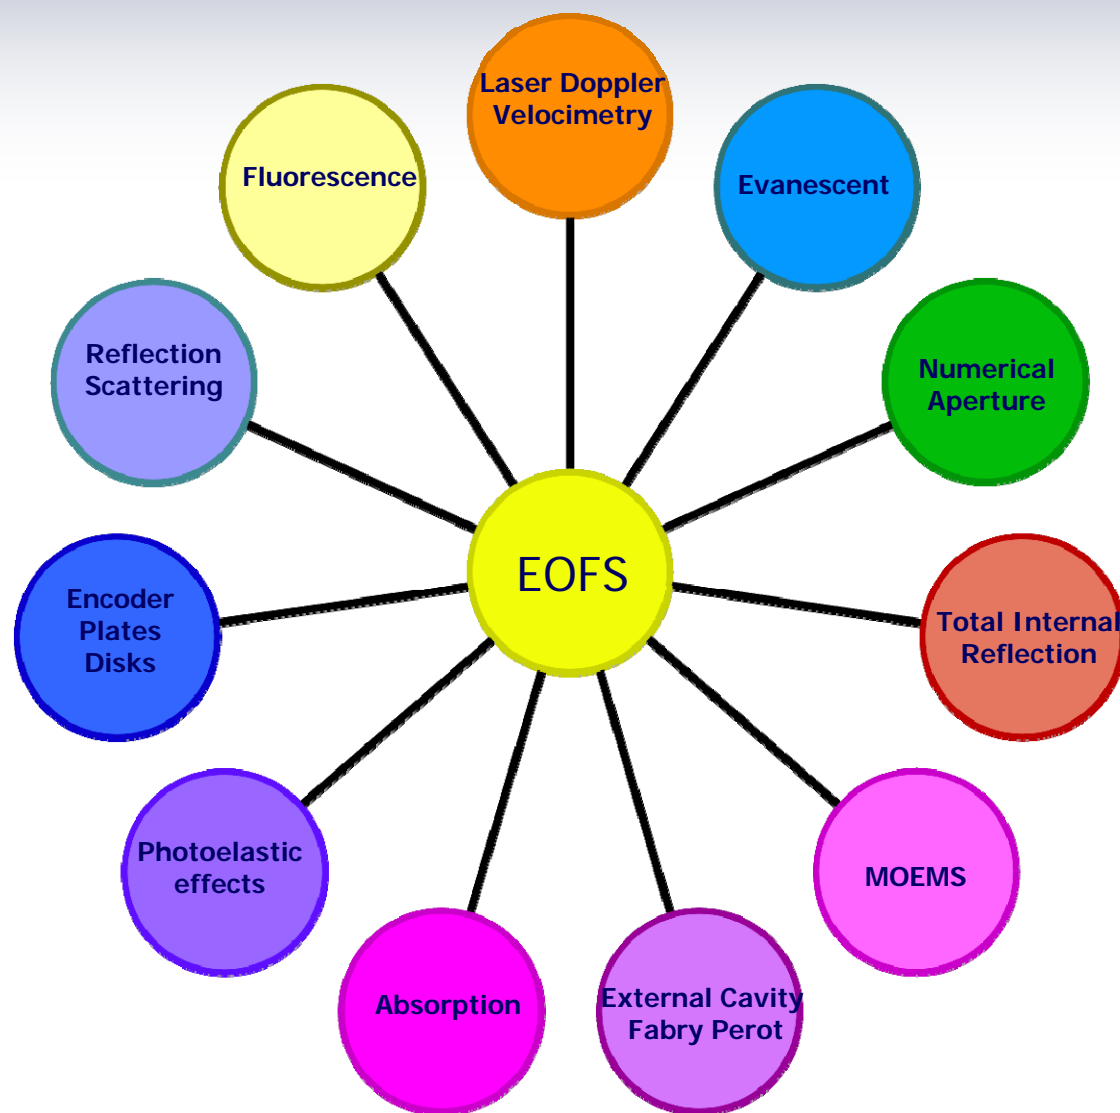 Laser Doppler
Velocimetry
Fluorescence
Evanescent
Reflection
Scattering
Numerical
Aperture
EOFS
Encoder
Plates
Disks
Total Internal
Reflection
Photoelastic
effects
MOEMS
Absorption
External Cavity
Fabry Perot